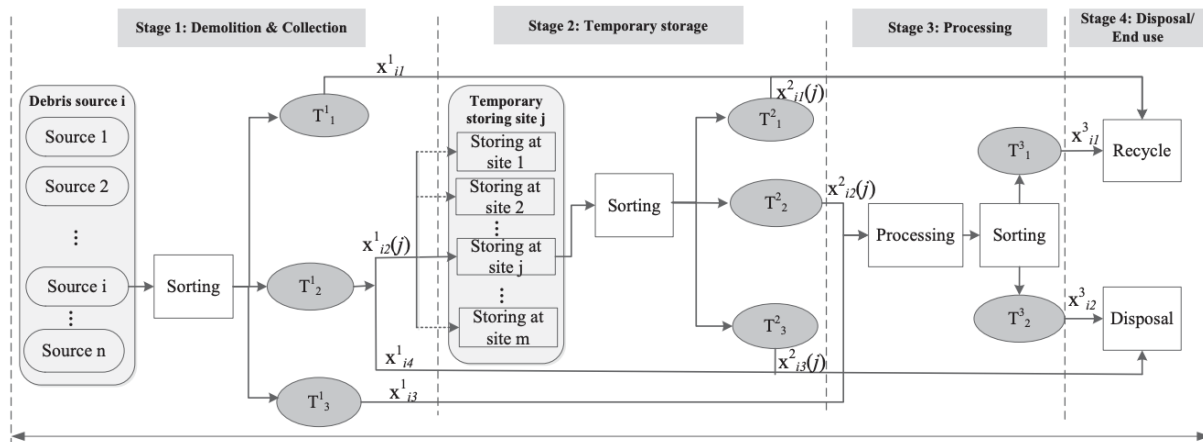 Stage 1: Demolition & Collection
Stage 2: Temporary storage
Stage 3: Processing
Stage 4: Disposal/
End use
Debris source i
Source 1
Source 2
⋮
Source i
⋮
Source n
Sorting
T¹₁
T¹₂
T¹₃
x¹ᵢ₁
x¹ᵢ₂(j)
x¹ᵢ₄
x¹ᵢ₃
Temporary
storing site j
Storing at
site 1
Storing at
site 2
⋮
Storing at
site j
⋮
Storing at
site m
Sorting
T²₁
T²₂
T²₃
x²ᵢ₁(j)
x²ᵢ₂(j)
x²ᵢ₃(j)
Processing
Sorting
T³₁
T³₂
x³ᵢ₁
x³ᵢ₂
Recycle
Disposal